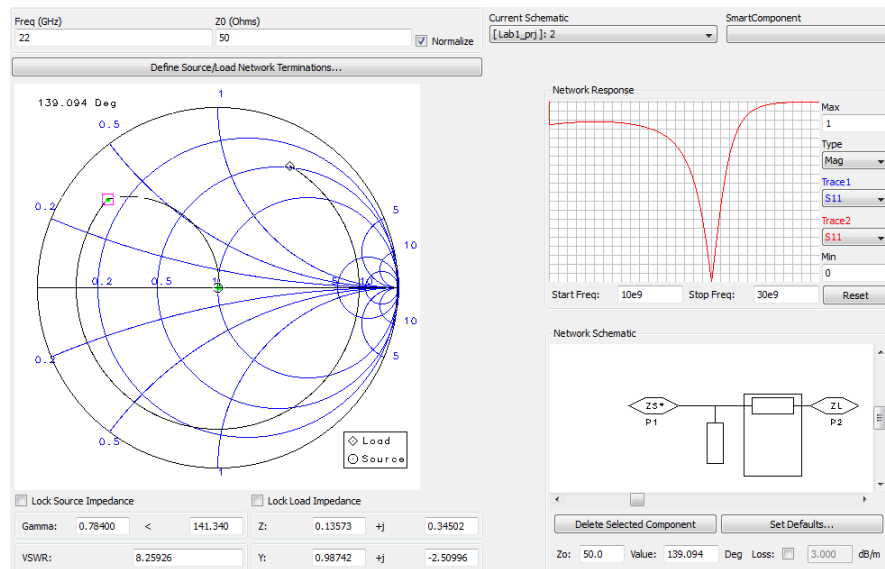 Freq (GHz)
22
Z0 (Ohms)
50
Normalize
Current Schematic
[Lab1_prj]: 2
SmartComponent
Define Source/Load Network Terminations...
139.094 Deg
1
0.5
0.2
5
10
0.2
0.5
1
5
10
10
0.2
5
0.5
1
Load
Source
Network Response
Max
1
Type
Mag
Trace1
S11
Trace2
S11
Min
0
Start Freq:
10e9
Stop Freq:
30e9
Reset
Network Schematic
ZS*
P1
ZL
P2
Lock Source Impedance
Lock Load Impedance
Gamma:
0.78400
<
141.340
Z:
0.13573
+j
0.34502
VSWR:
8.25926
Y:
0.98742
+j
-2.50996
Delete Selected Component
Set Defaults...
Zo:
50.0
Value:
139.094
Deg
Loss:
3.000
dB/m